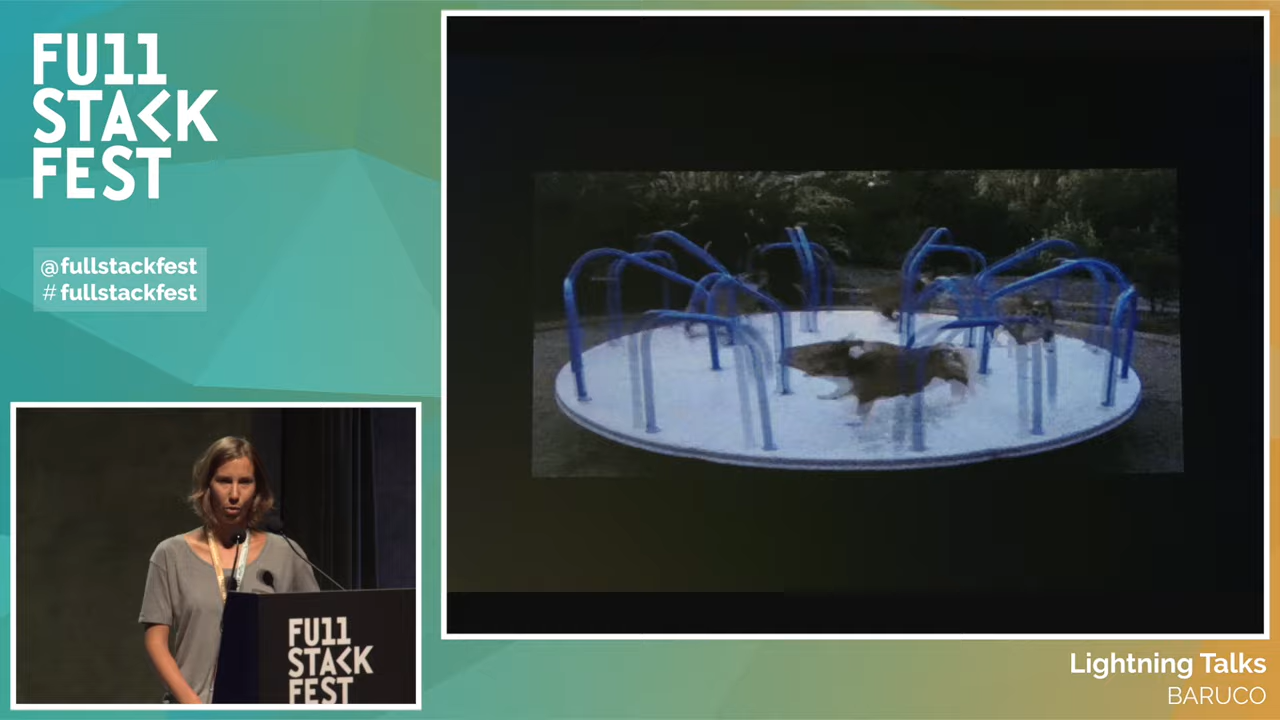 FU11
STACK
FEST
@fullstackfest
# fullstackfest
FU11
STACK
FEST
Lightning Talks
BARUCO